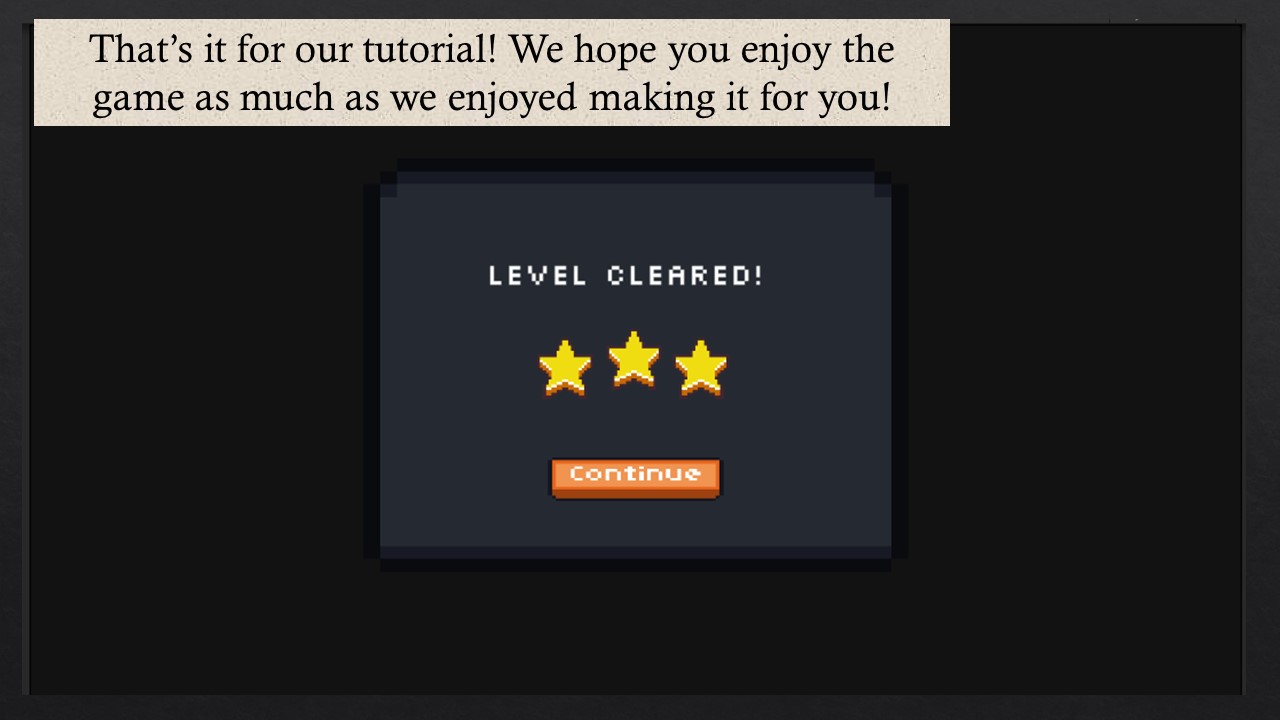 That’s it for our tutorial! We hope you enjoy the
game as much as we enjoyed making it for you!
LEVEL CLEARED!
Continue